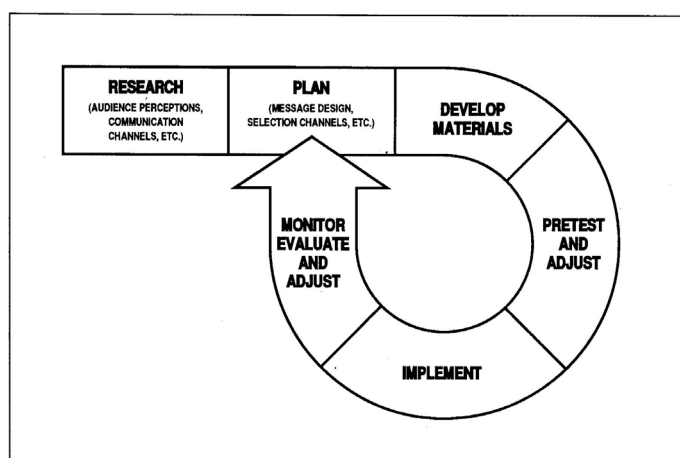 RESEARCH
(AUDIENCE PERCEPTIONS,
COMMUNICATION
CHANNELS, ETC.)
PLAN
(MESSAGE DESIGN,
SELECTION CHANNELS, ETC.)
DEVELOP
MATERIALS
PRETEST
AND
ADJUST
IMPLEMENT
MONITOR
EVALUATE
AND
ADJUST